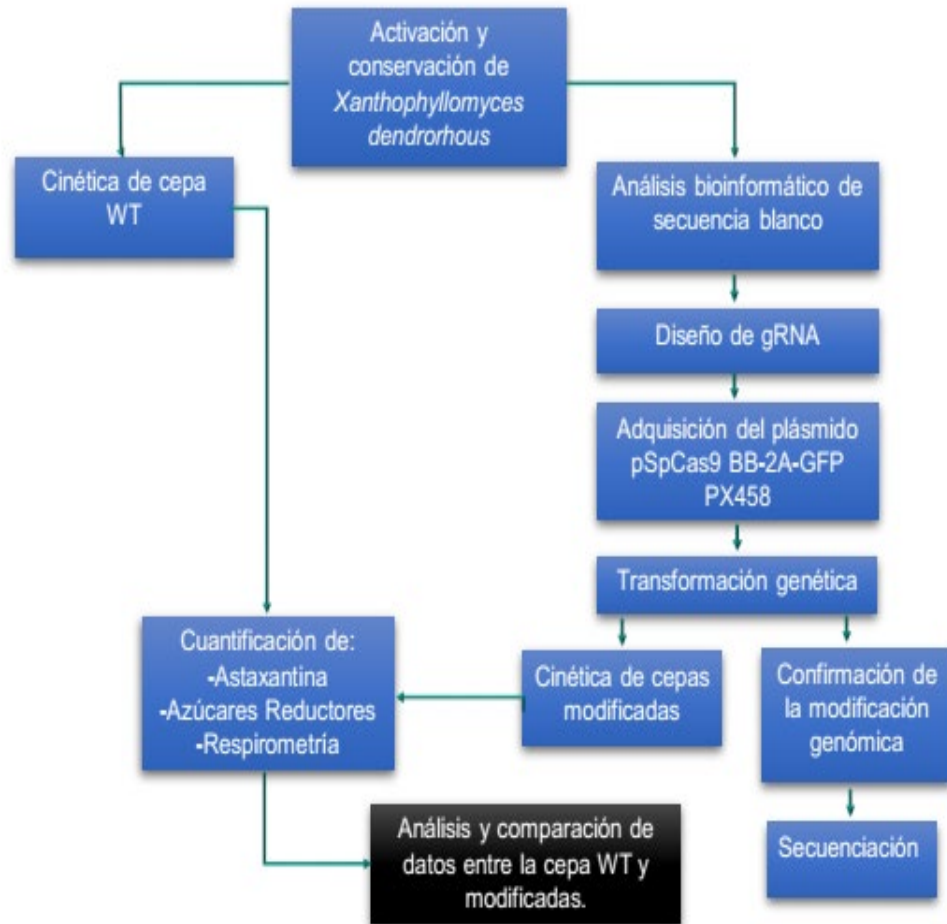 Activación y
conservación de
Xanthophyllomyces
dendrorhous
Cinética de cepa
WT
Análisis bioinformático de
secuencia blanco
Diseño de gRNA
Adquisición del plásmido
pSpCas9 BB-2A-GFP
PX458
Transformación genética
Cuantificación de:
-Astaxantina
-Azúcares Reductores
-Respirometría
Cinética de cepas
modificadas
Confirmación de
la modificación
genómica
Análisis y comparación de
datos entre la cepa WT y
modificadas.
Secuenciación